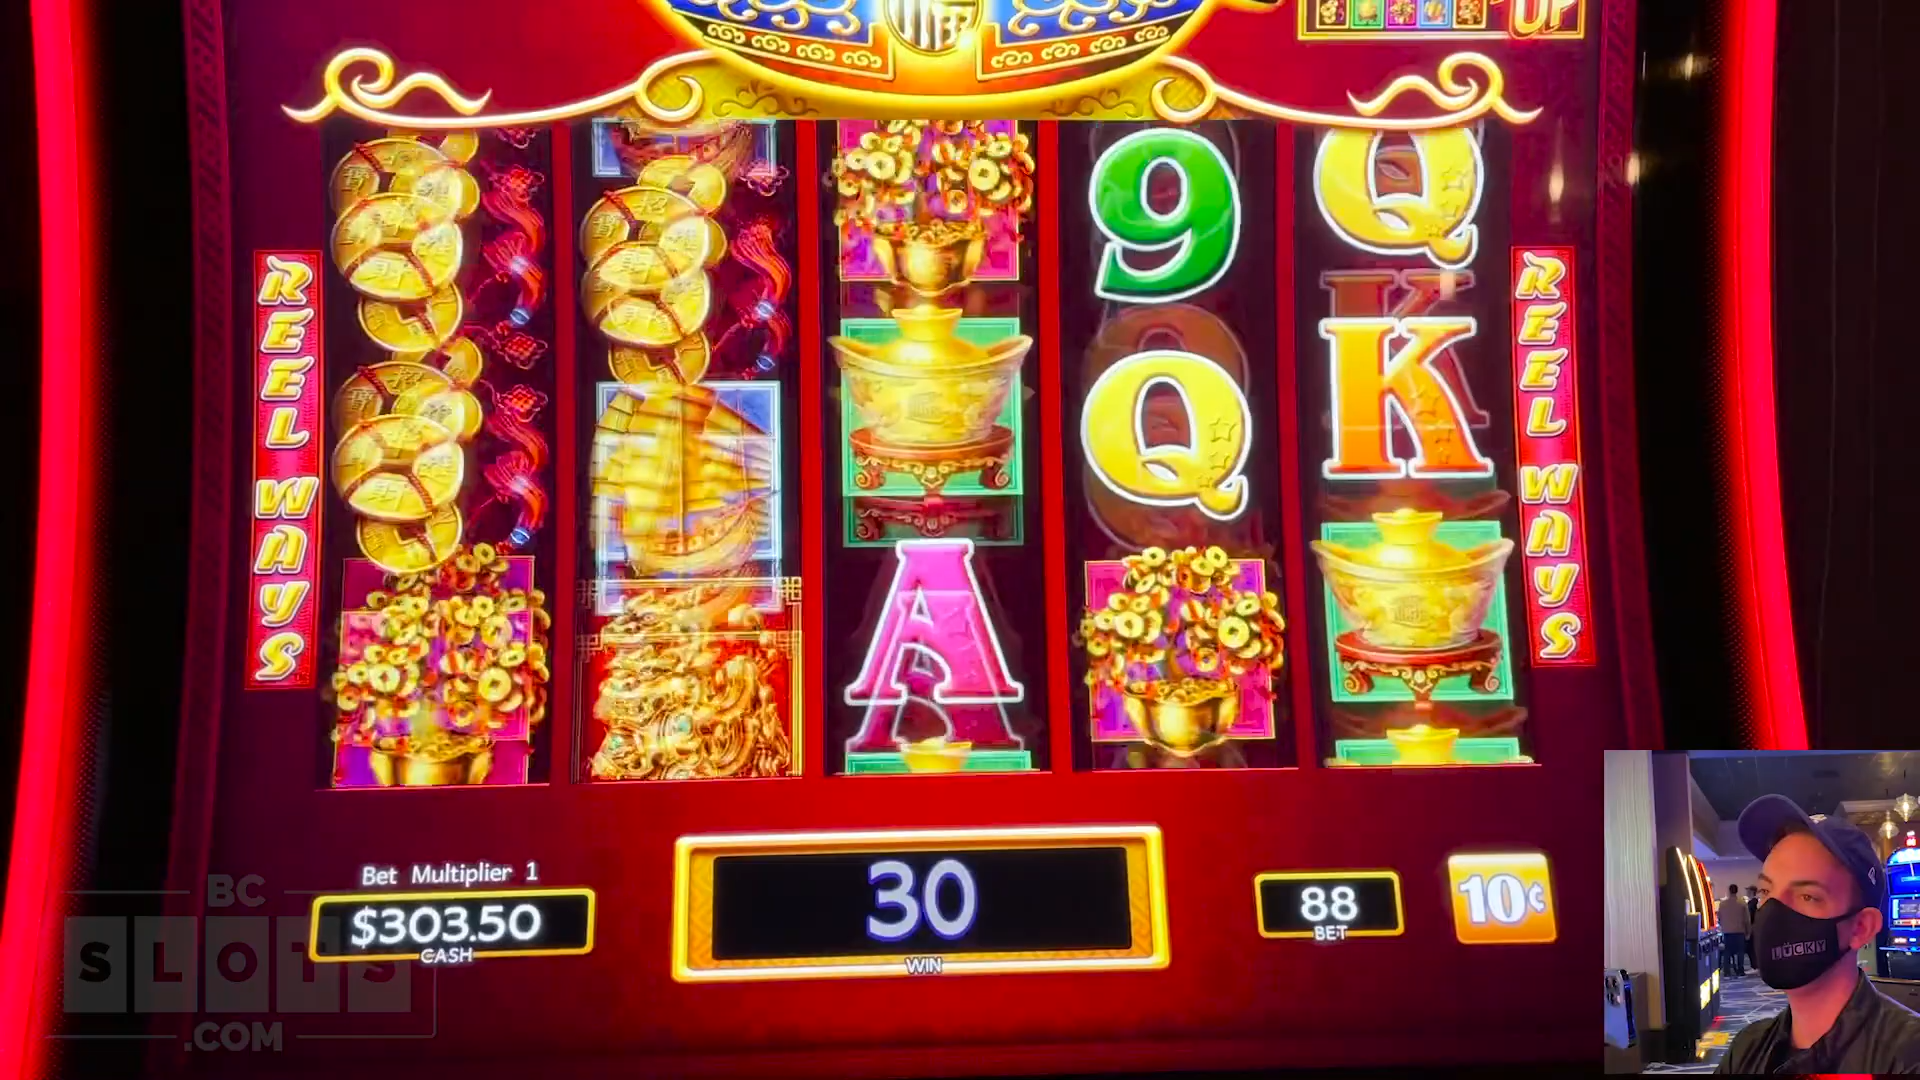 UP
REEL WAYS
9
Q
Q
K
Q
K
A
REEL WAYS
Bet Multiplier 1
$303.50
CASH
30
WIN
88
BET
10¢
BC
SLOTS
.COM
LUCKY